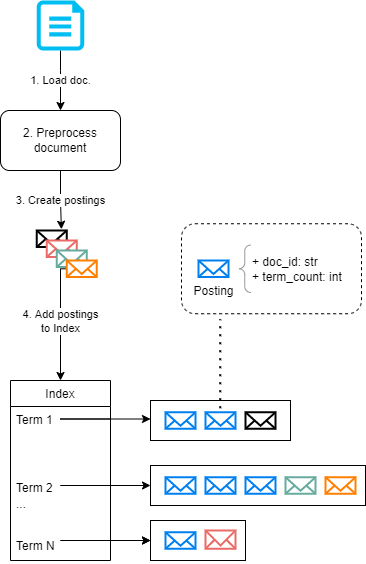 1. Load doc.
2. Preprocess
document
3. Create postings
4. Add postings
to Index
+ doc_id: str
+ term_count: int
Posting
Index
Term 1
Term 2
...
Term N